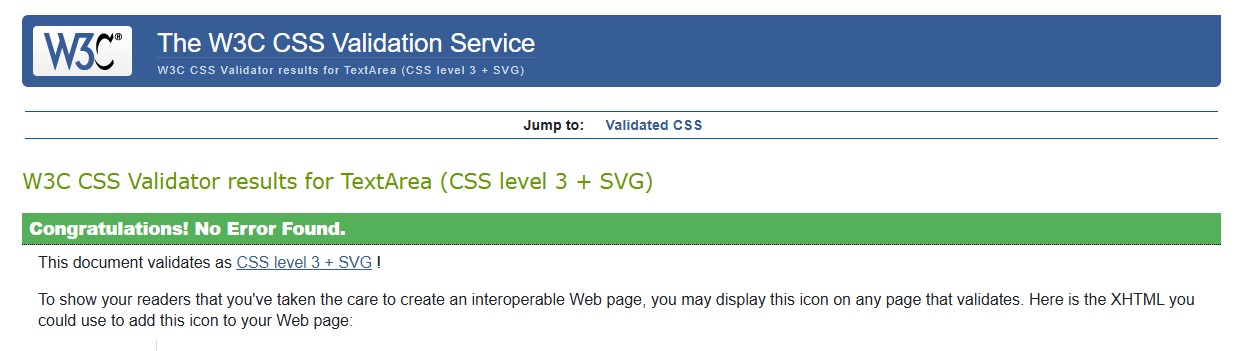 W3C®
The W3C CSS Validation Service
W3C CSS Validator results for TextArea (CSS level 3 + SVG)
Jump to: Validated CSS
W3C CSS Validator results for TextArea (CSS level 3 + SVG)
Congratulations! No Error Found.
This document validates as CSS level 3 + SVG !
To show your readers that you've taken the care to create an interoperable Web page, you may display this icon on any page that validates. Here is the XHTML you
could use to add this icon to your Web page: